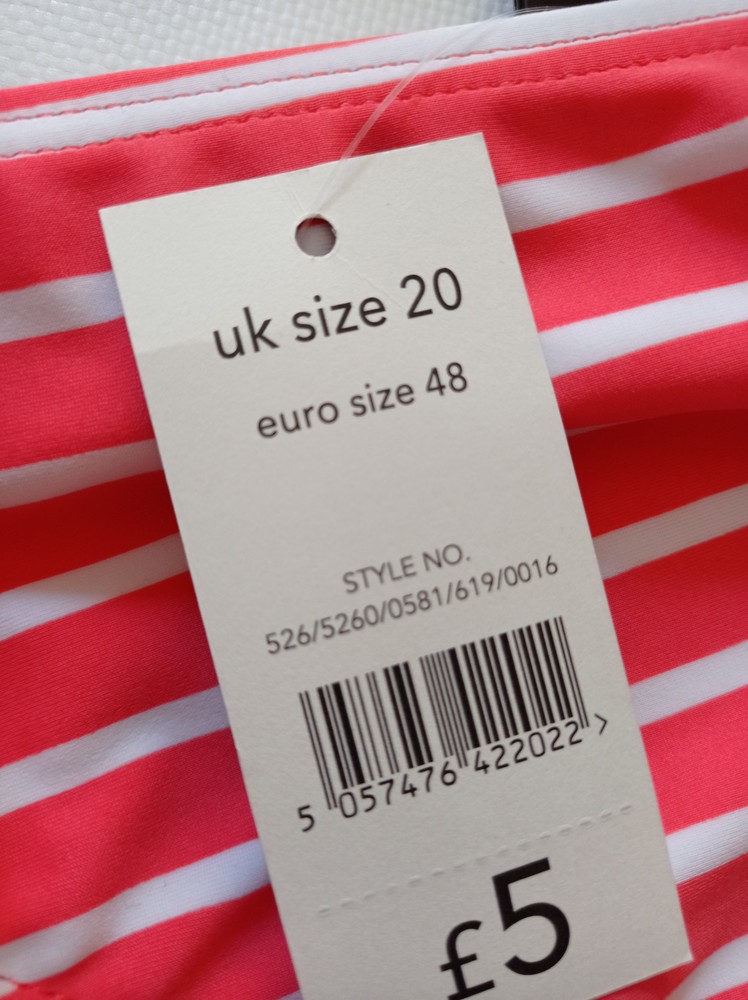 uk size 20
euro size 48
STYLE NO.
526/5260/0581/619/0016
5 057476 422022 >
£5